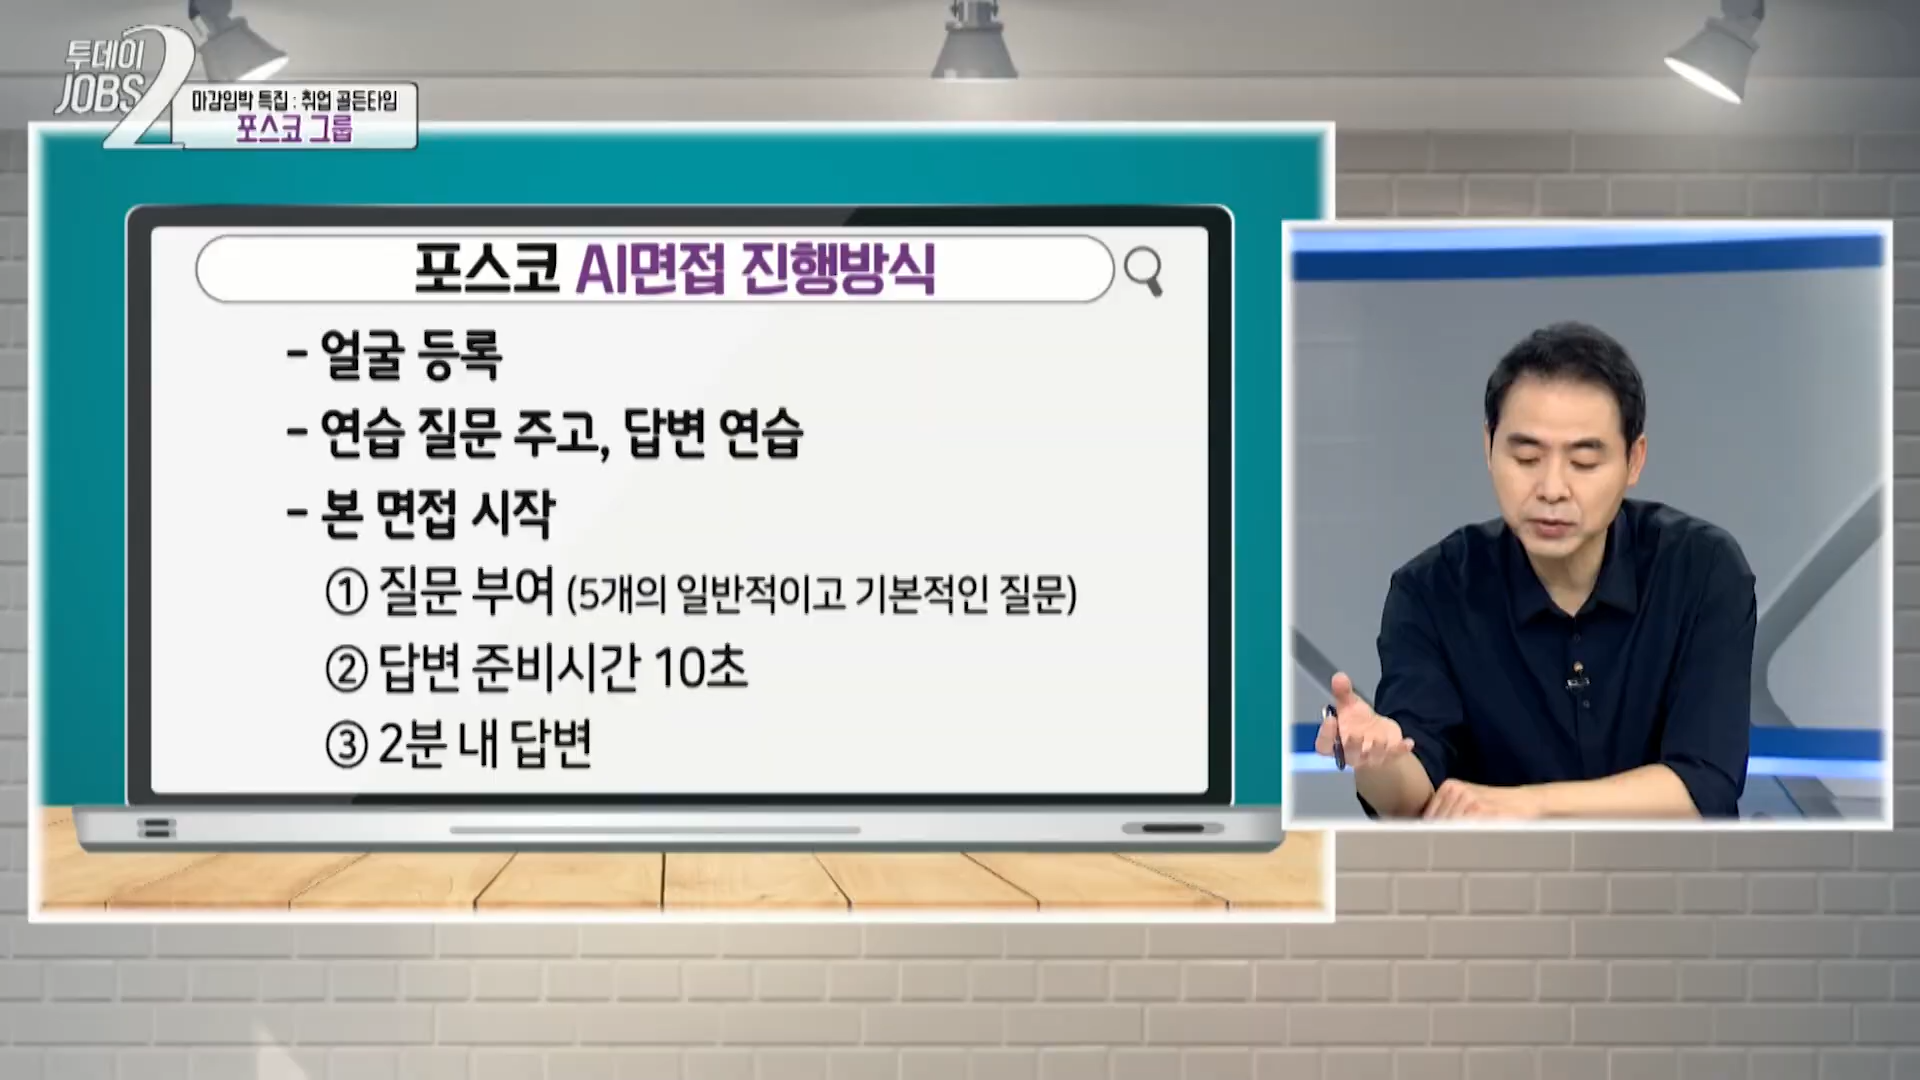 투데이
JOBS 2
마감임박 특집 : 취업 골든타임
포스코 그룹
포스코 AI면접 진행방식
- 얼굴 등록
- 연습 질문 주고, 답변 연습
- 본 면접 시작
① 질문 부여 (5개의 일반적이고 기본적인 질문)
② 답변 준비시간 10초
③ 2분 내 답변